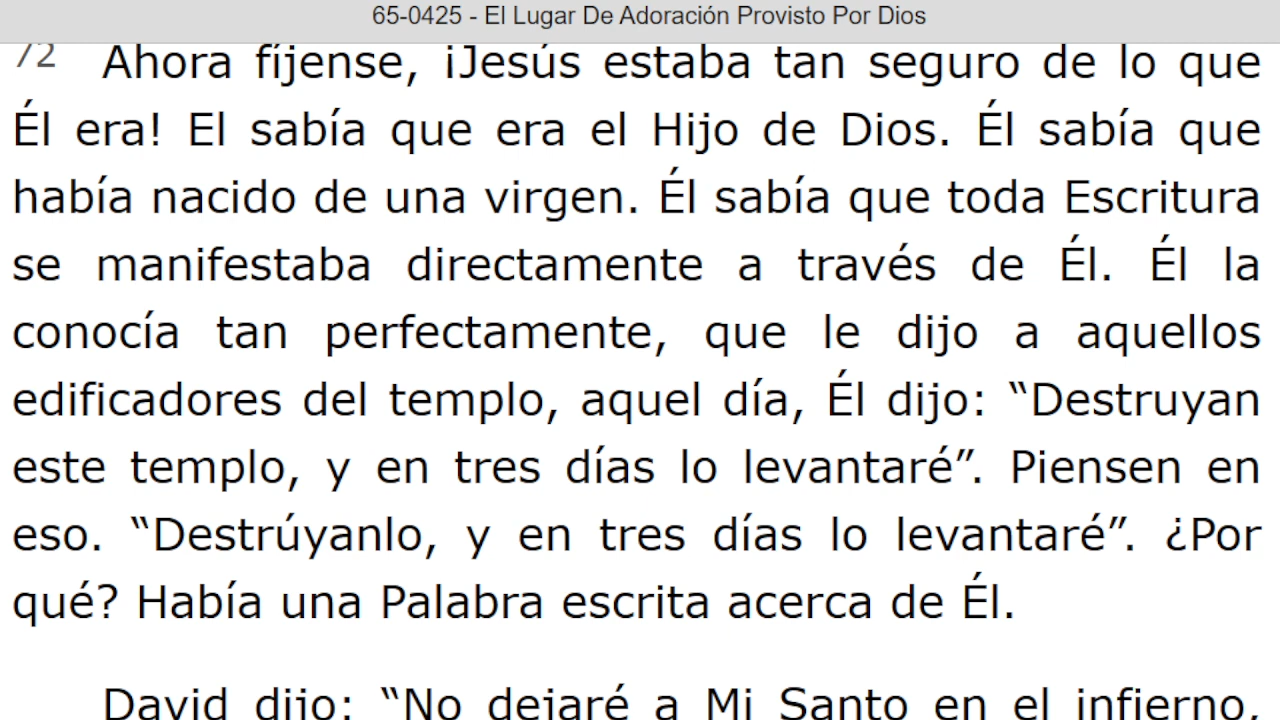 65-0425 - El Lugar De Adoración Provisto Por Dios
72 Ahora fíjense, ¡Jesús estaba tan seguro de lo que
Él era! El sabía que era el Hijo de Dios. Él sabía que
había nacido de una virgen. Él sabía que toda Escritura
se manifestaba directamente a través de Él. Él la
conocía tan perfectamente, que le dijo a aquellos
edificadores del templo, aquel día, Él dijo: “Destruyan
este templo, y en tres días lo levantaré”. Piensen en
eso. “Destrúyanlo, y en tres días lo levantaré”. ¿Por
qué? Había una Palabra escrita acerca de Él.
David dijo: “No dejaré a Mi Santo en el infierno,